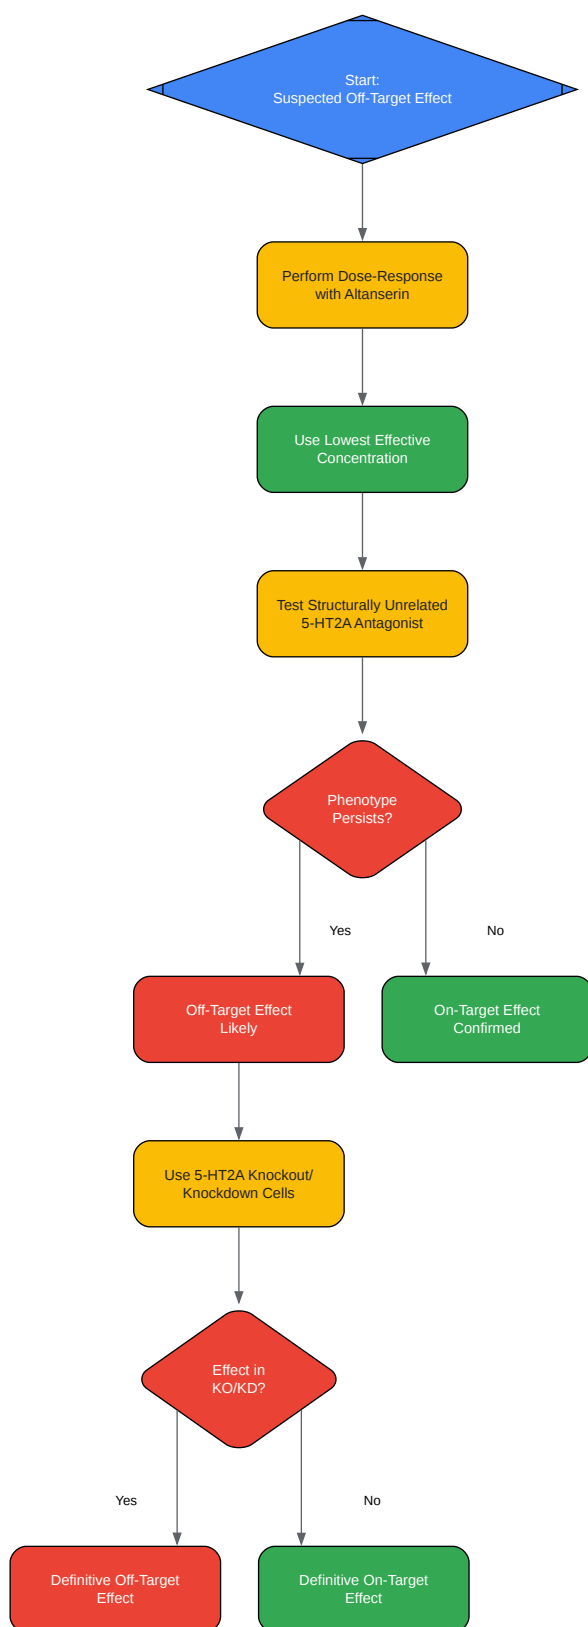 Start:
Suspected Off-Target Effect
Perform Dose-Response
with Altanserin
Use Lowest Effective
Concentration
Test Structurally Unrelated
5-HT2A Antagonist
Phenotype
Persists?
Yes
No
Off-Target Effect
Likely
On-Target Effect
Confirmed
Use 5-HT2A Knockout/
Knockdown Cells
Effect in
KO/KD?
Yes
No
Definitive Off-Target
Effect
Definitive On-Target
Effect